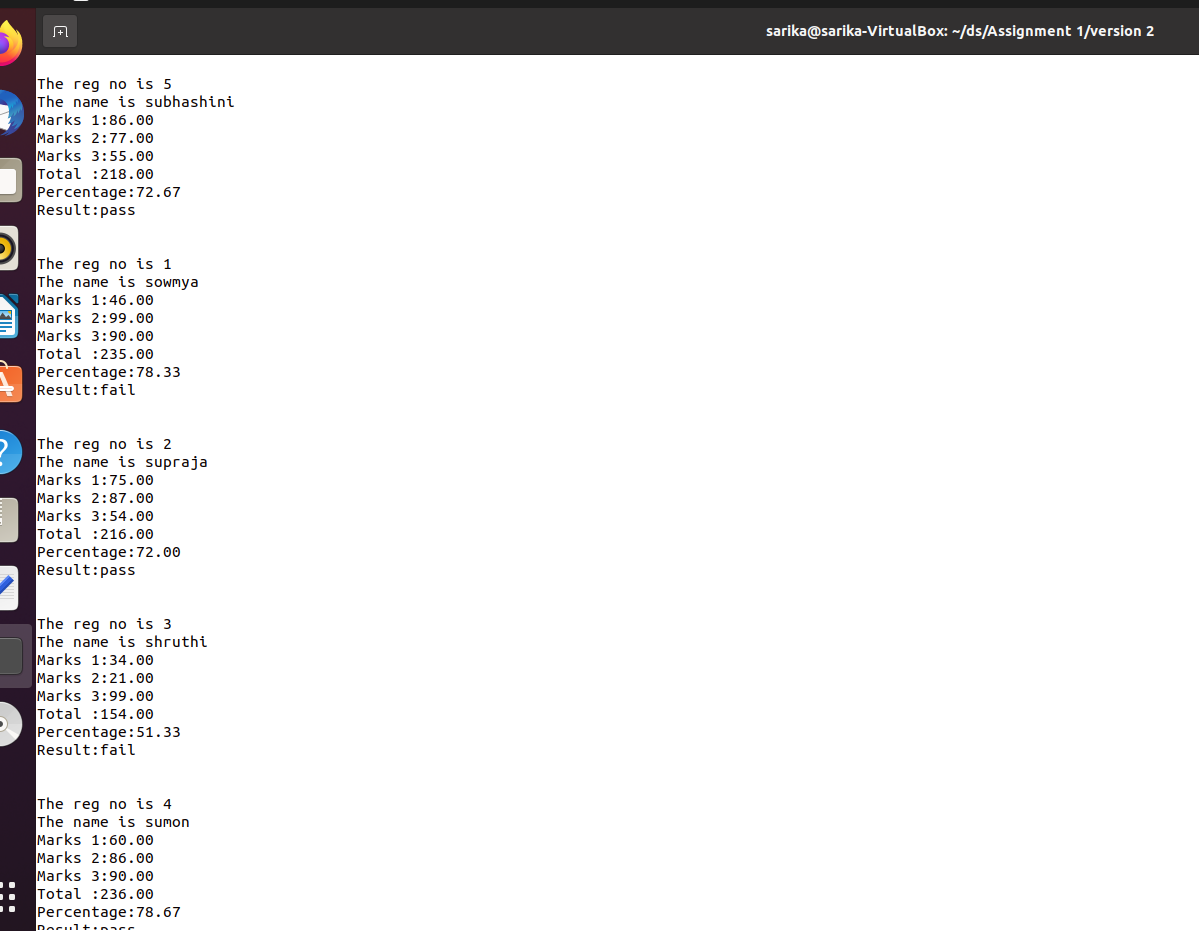 sarika@sarika-VirtualBox: ~/ds/Assignment 1/version 2
The reg no is 5
The name is subhashini
Marks 1:86.00
Marks 2:77.00
Marks 3:55.00
Total :218.00
Percentage:72.67
Result:pass
The reg no is 1
The name is sowmya
Marks 1:46.00
Marks 2:99.00
Marks 3:90.00
Total :235.00
Percentage:78.33
Result:fail
The reg no is 2
The name is supraja
Marks 1:75.00
Marks 2:87.00
Marks 3:54.00
Total :216.00
Percentage:72.00
Result:pass
The reg no is 3
The name is shruthi
Marks 1:34.00
Marks 2:21.00
Marks 3:99.00
Total :154.00
Percentage:51.33
Result:fail
The reg no is 4
The name is sumon
Marks 1:60.00
Marks 2:86.00
Marks 3:90.00
Total :236.00
Percentage:78.67
Result:pass